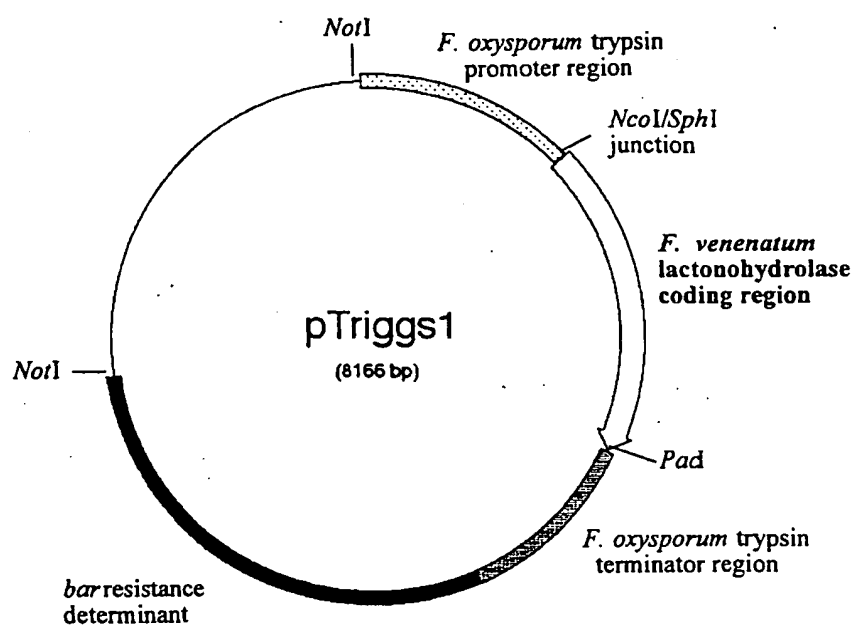 NotI
F. oxysporum trypsin
promoter region
NcoI/SphI
junction
F. venenatum
lactonohydrolase
coding region
pTriggs1
(8166 bp)
NotI
Pad
F. oxysporum trypsin
terminator region
bar resistance
determinant